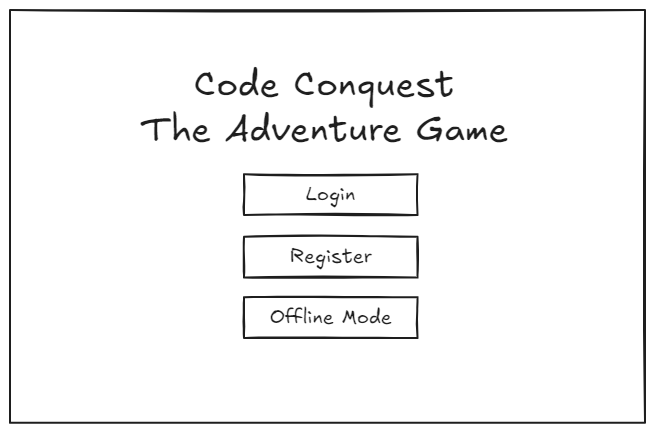 Code Conquest
The Adventure Game
Login
Register
Offline Mode